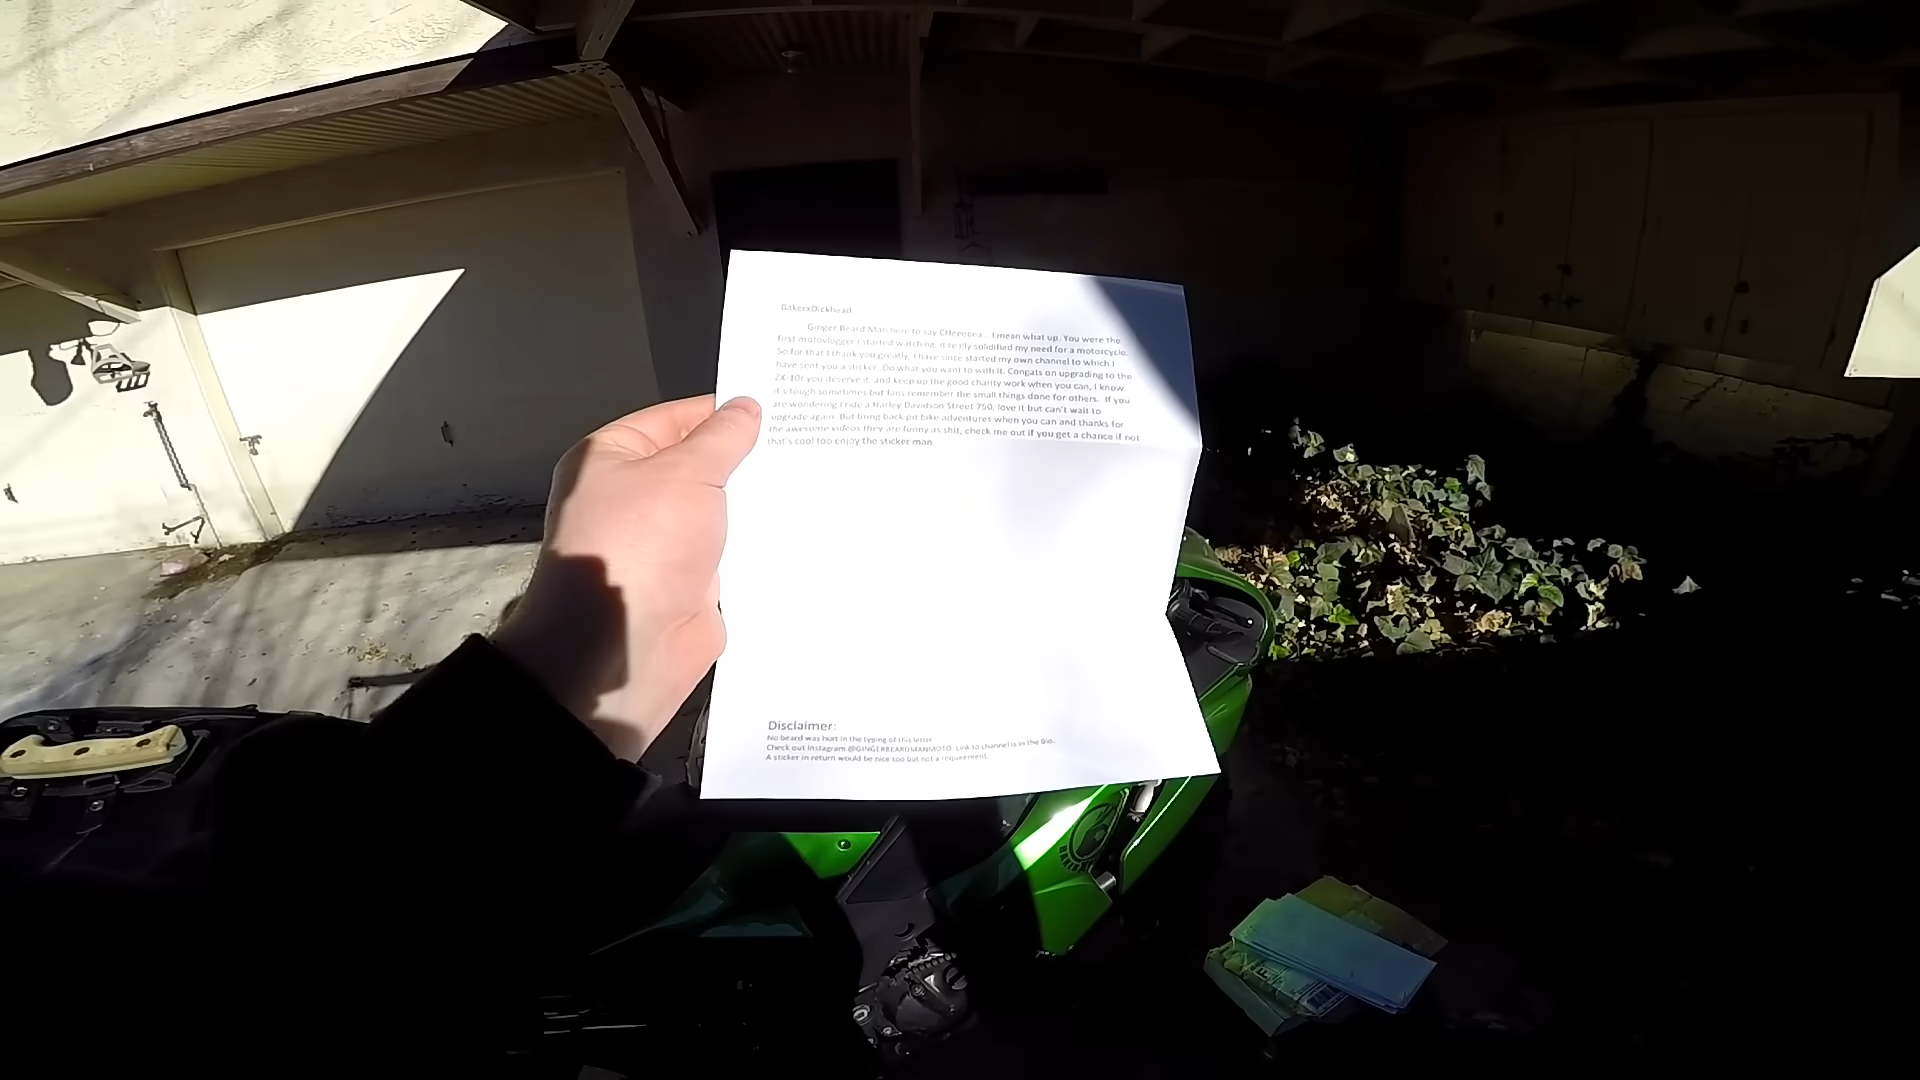 BakerxDickhead
Ginger Beard Man here to say CHeeeeea... I mean what up. You were the
first motovlogger I started watching, it really solidified my need for a motorcycle.
So for that I thank you greatly. I have since started my own channel to which I
have sent you a sticker. Do what you want to with it. Congats on upgrading to the
ZX-10r you deserve it, and keep up the good charity work when you can, I know
it's tough sometimes but fans remember the small things done for others. If you
are wondering I ride a Harley Davidson Street 750, love it but can't wait to
upgrade again. But bring back pit bike adventures when you can and thanks for
the awesome videos they are funny as shit, check me out if you get a chance if not
that's cool too enjoy the sticker man.
Disclaimer:
No beard was hurt in the typing of this letter
Check out Instagram @GINGERBEARDMANMOTO. Link to channel is in the Bio.
A sticker in return would be nice too but not a requirement.